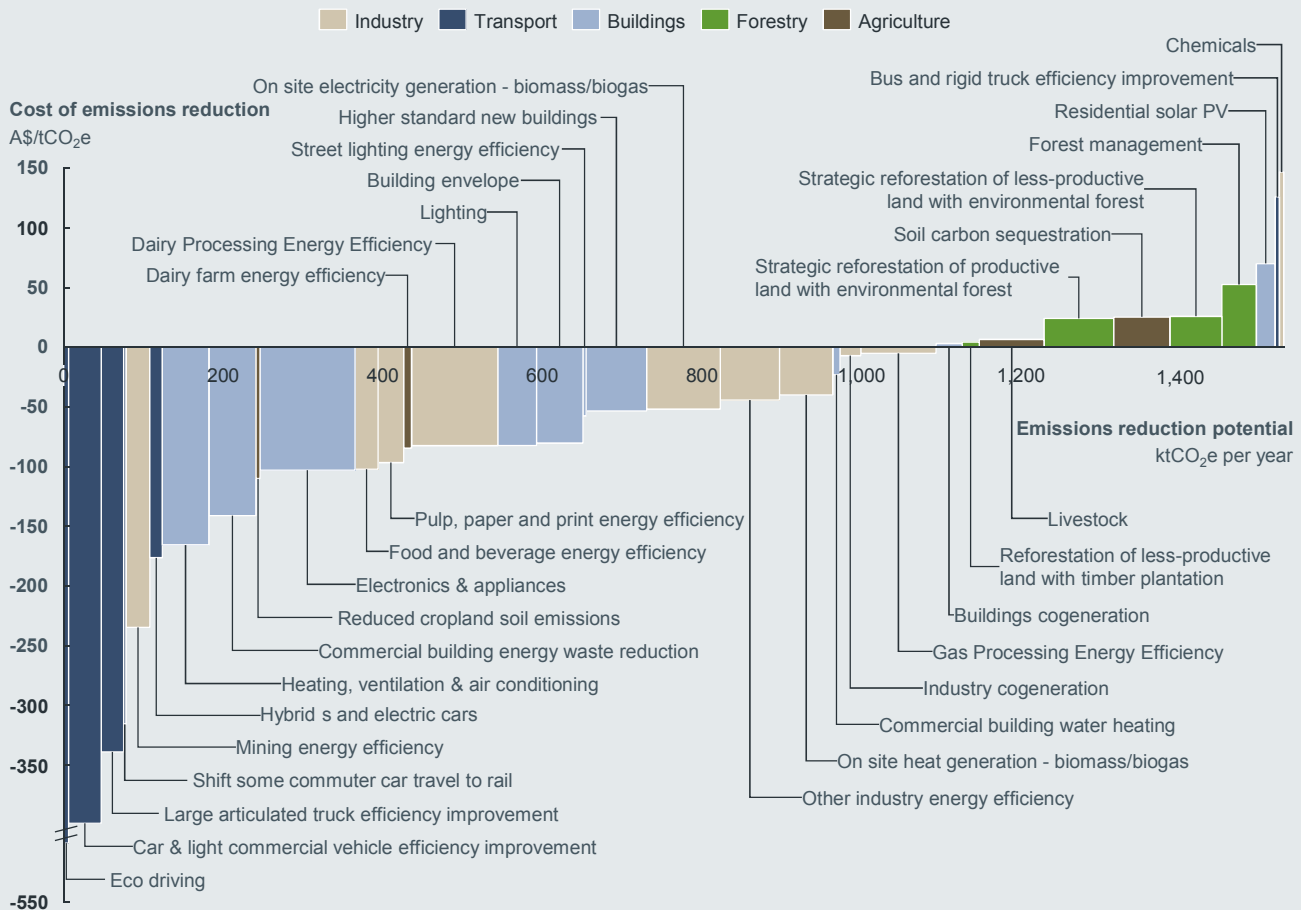 Industry Transport Buildings Forestry Agriculture
Chemicals
Bus and rigid truck efficiency improvement
On site electricity generation - biomass/biogas
Cost of emissions reduction
A$/tCO₂e
Residential solar PV
Higher standard new buildings
Forest management
Street lighting energy efficiency
Building envelope
Strategic reforestation of less-productive
land with environmental forest
Lighting
Soil carbon sequestration
Dairy Processing Energy Efficiency
Strategic reforestation of productive
land with environmental forest
Dairy farm energy efficiency
150
100
50
0
-50
-100
-150
-200
-250
-300
-350
-550
0 200 400 600 800 1,000 1,200 1,400
Emissions reduction potential
ktCO₂e per year
Pulp, paper and print energy efficiency
Food and beverage energy efficiency
Electronics & appliances
Reduced cropland soil emissions
Commercial building energy waste reduction
Heating, ventilation & air conditioning
Hybrid s and electric cars
Mining energy efficiency
Shift some commuter car travel to rail
Large articulated truck efficiency improvement
Car & light commercial vehicle efficiency improvement
Eco driving
Livestock
Reforestation of less-productive
land with timber plantation
Buildings cogeneration
Gas Processing Energy Efficiency
Industry cogeneration
Commercial building water heating
On site heat generation - biomass/biogas
Other industry energy efficiency